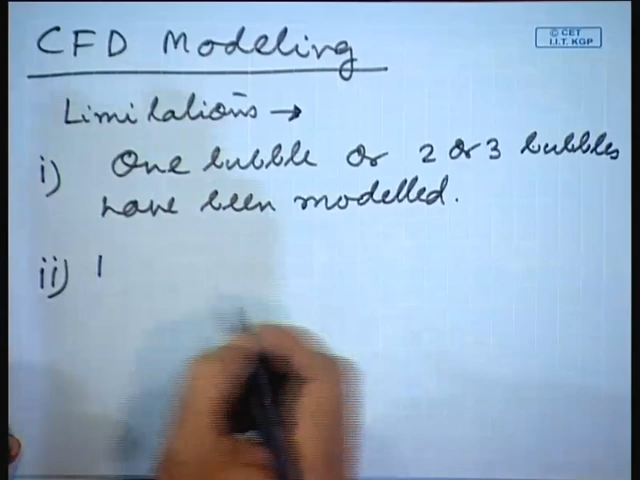 CFD Modeling
© CET
I.I.T. KGP
Limitations →
i) One bubble or 2 or 3 bubbles
have been modelled.
ii) I